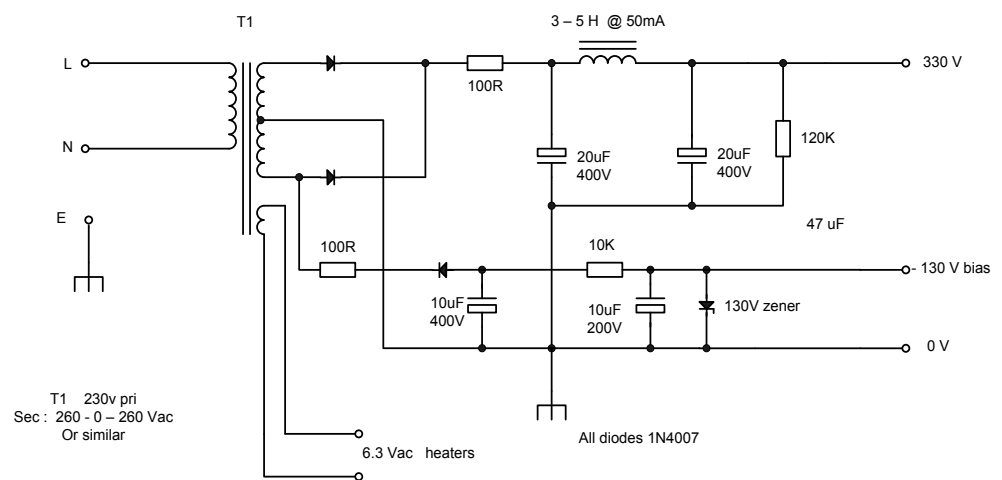 T1
3 – 5 H @ 50mA
L
330 V
100R
N
20uF
400V
20uF
400V
120K
E
47 uF
100R
10K
- 130 V bias
10uF
400V
10uF
200V
130V zener
0 V
T1 230v pri
Sec : 260 - 0 – 260 Vac
Or similar
6.3 Vac heaters
All diodes 1N4007